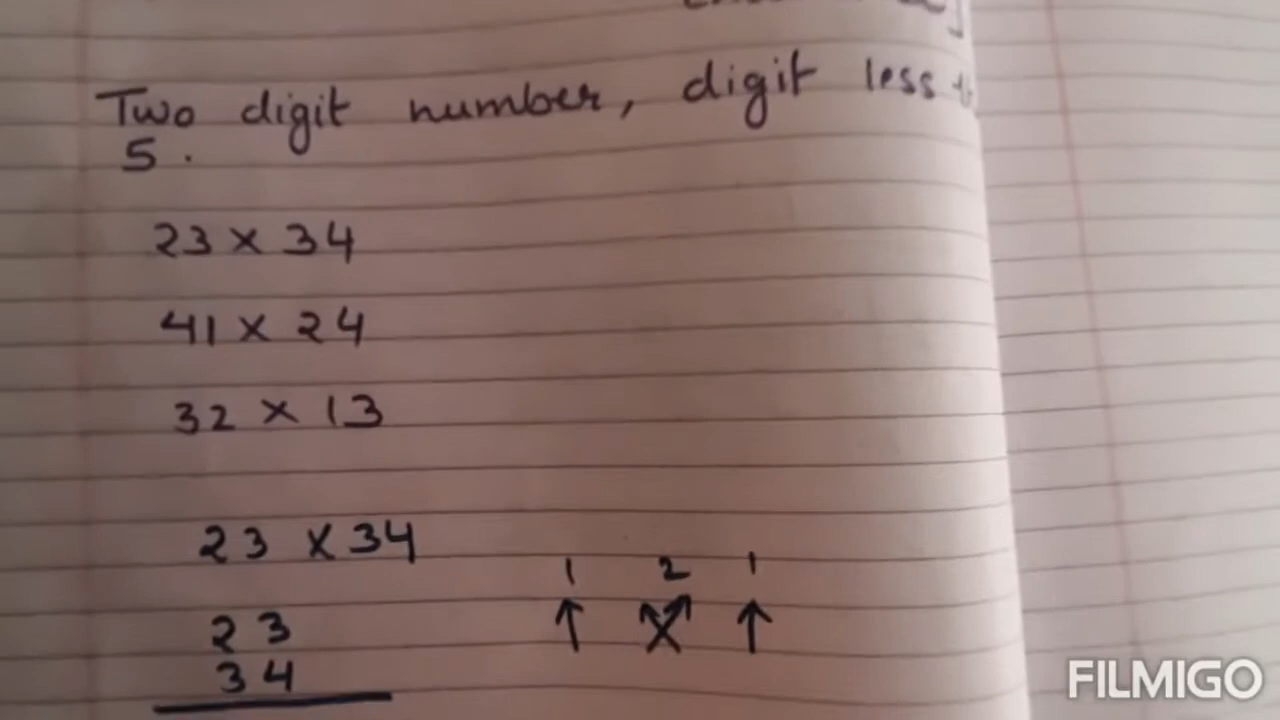 Two digit number, digit less
5.
23 x 34
41 x 24
32 x 13
23 x 34
1 2 1
23
34
FILMIGO